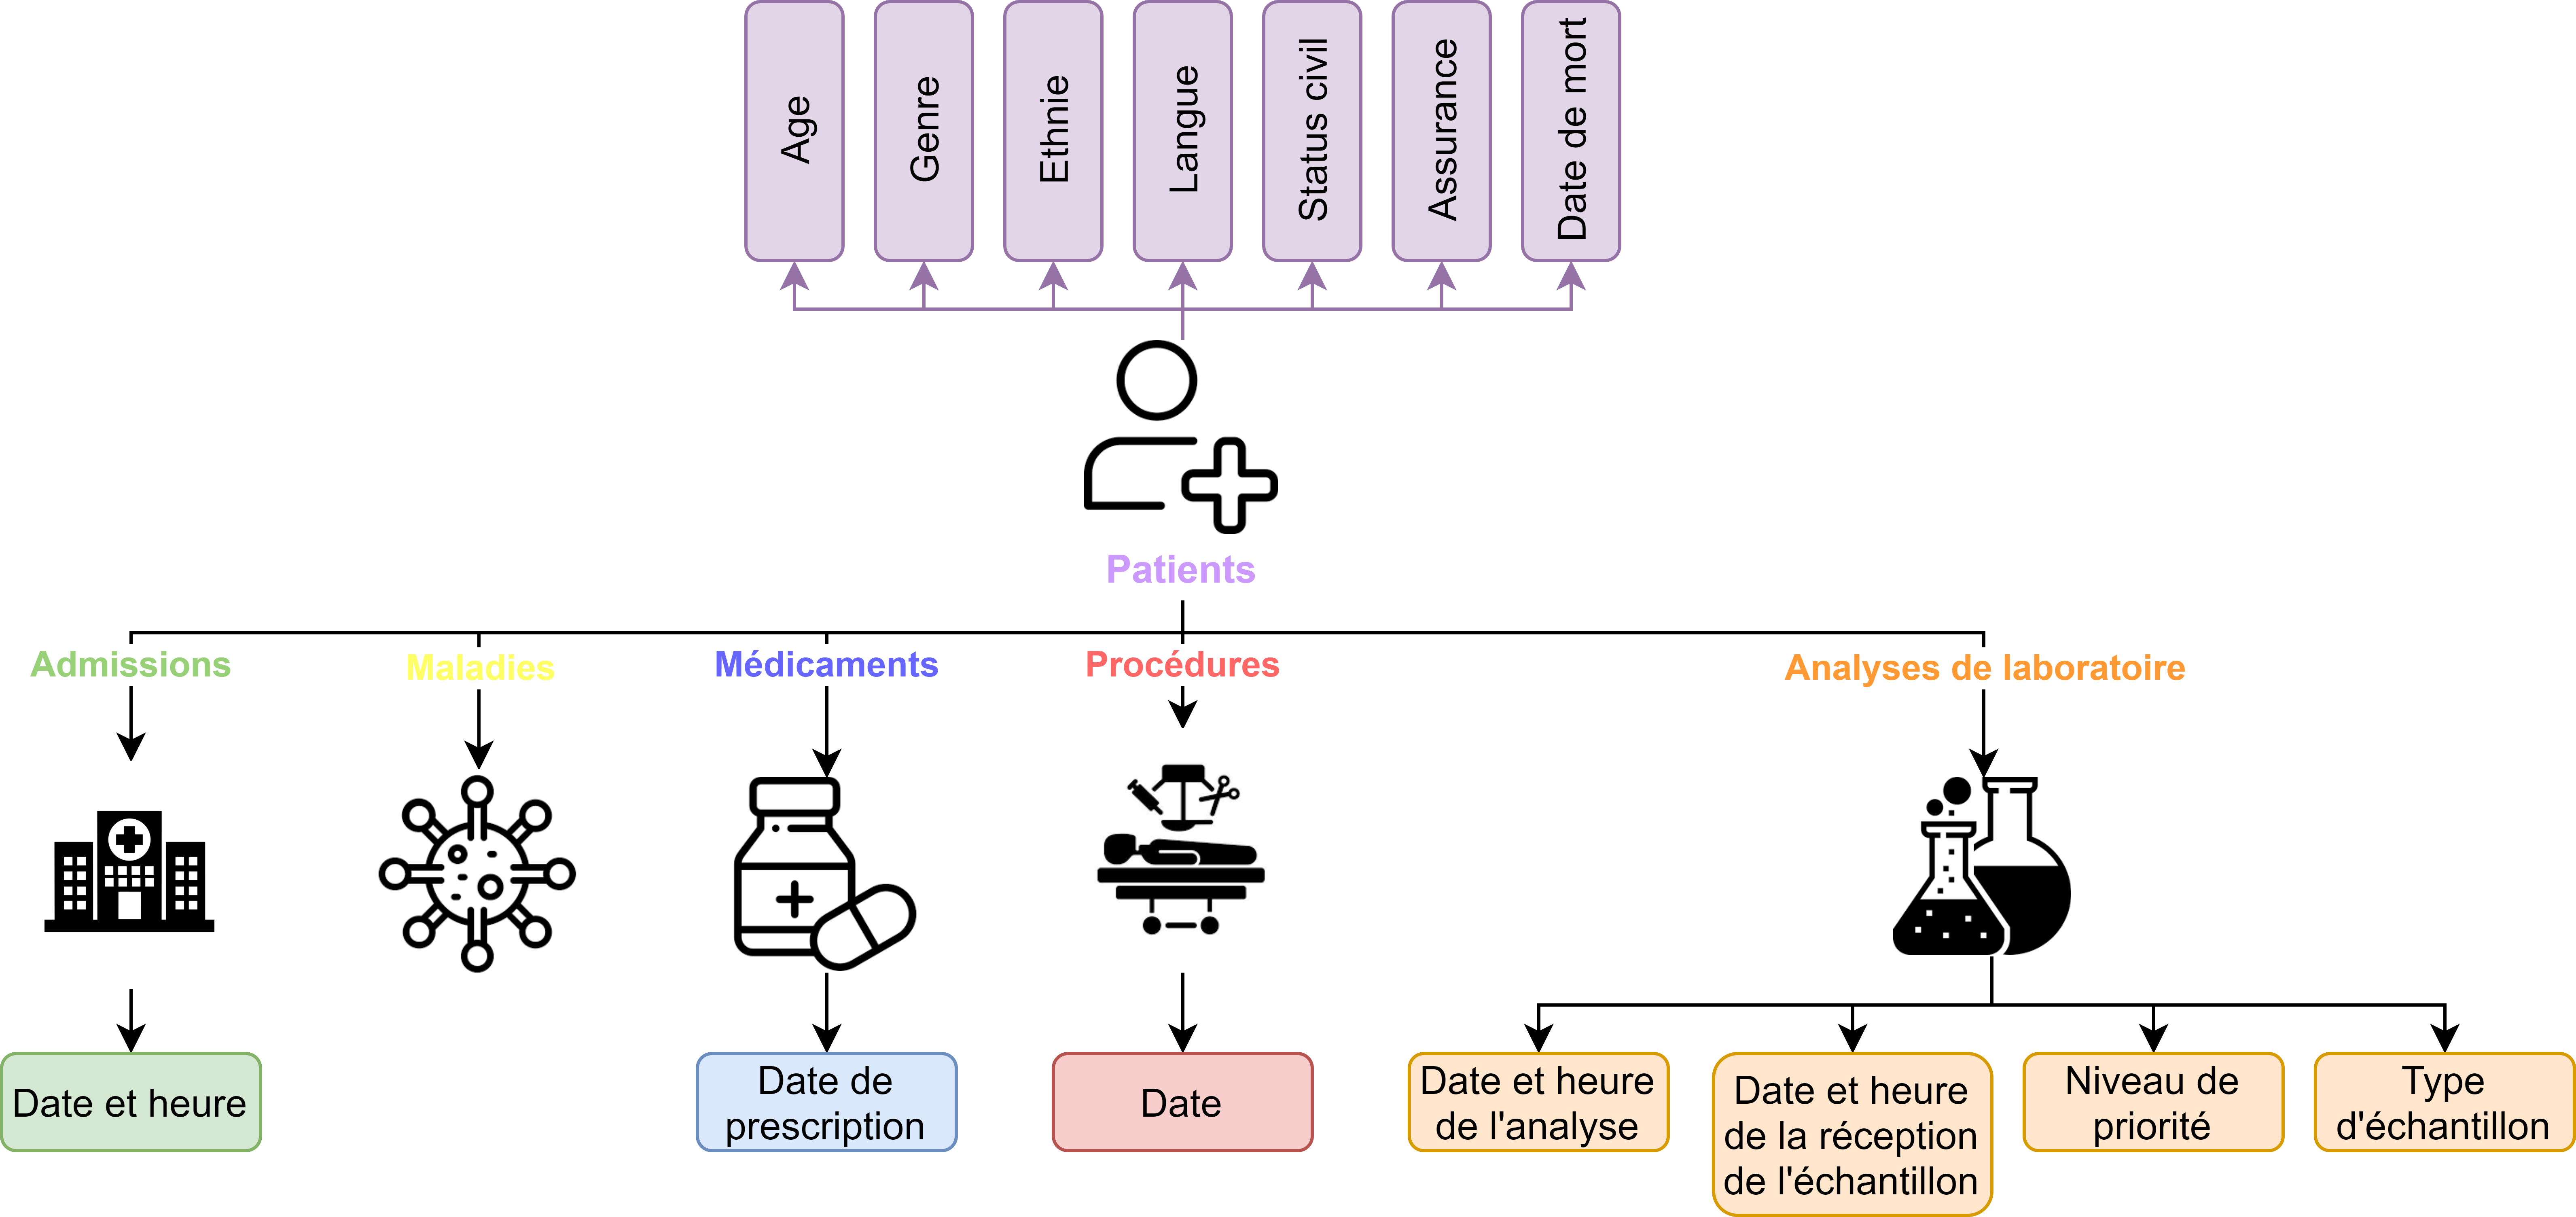 Age
Genre
Ethnie
Langue
Status civil
Assurance
Date de mort
Patients
Admissions
Maladies
Médicaments
Procédures
Analyses de laboratoire
Date et heure
Date de
prescription
Date
Date et heure
de l'analyse
Date et heure
de la réception
de l'échantillon
Niveau de
priorité
Type
d'échantillon